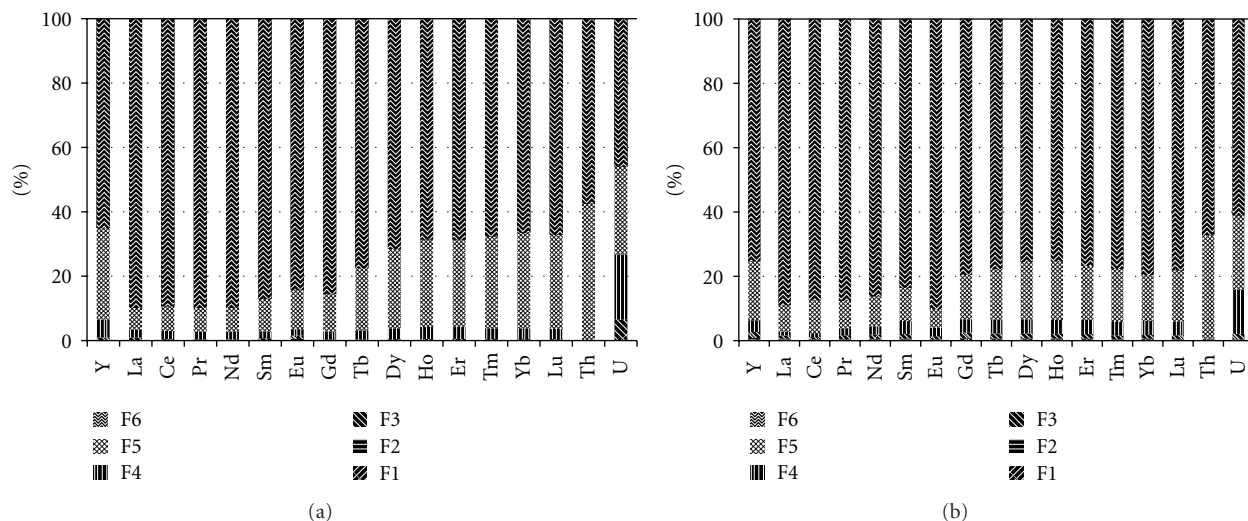 100
80
60
40
20
0
(%)
Y La Ce Pr Nd Sm Eu Gd Tb Dy Ho Er Tm Yb Lu Th U
F6 F3
F5 F2
F4 F1
(a)
100
80
60
40
20
0
(%)
Y La Ce Pr Nd Sm Eu Gd Tb Dy Ho Er Tm Yb Lu Th U
F6 F3
F5 F2
F4 F1
(b)